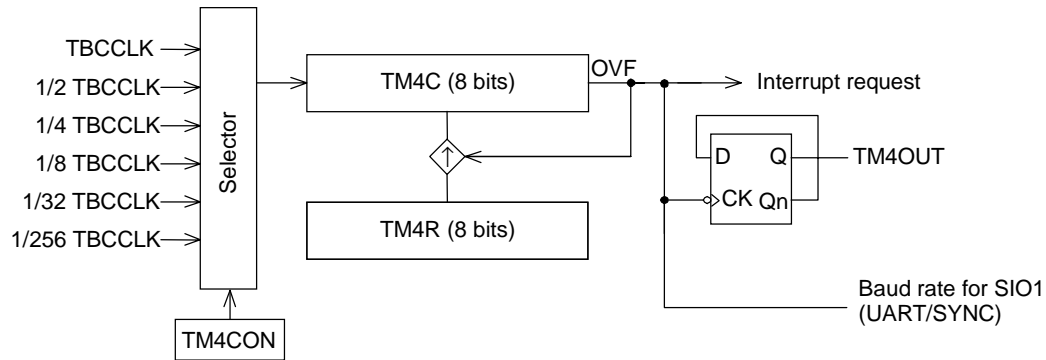 TBCCLK
1/2 TBCCLK
1/4 TBCCLK
1/8 TBCCLK
1/32 TBCCLK
1/256 TBCCLK
Selector
TM4CON
TM4C (8 bits)
OVF
TM4R (8 bits)
Interrupt request
D Q
CK Qn
TM4OUT
Baud rate for SIO1
(UART/SYNC)